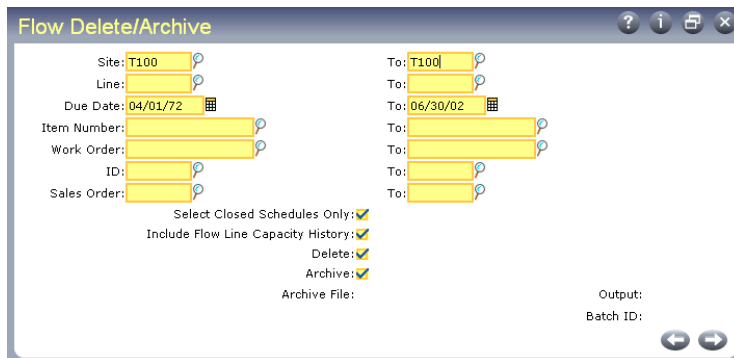 Flow Delete/Archive
Site: T100 To: T100
Line: To:
Due Date: 04/01/72 To: 06/30/02
Item Number: To:
Work Order: To:
ID: To:
Sales Order: To:
Select Closed Schedules Only:
Include Flow Line Capacity History:
Delete:
Archive:
Archive File: Output:
Batch ID: